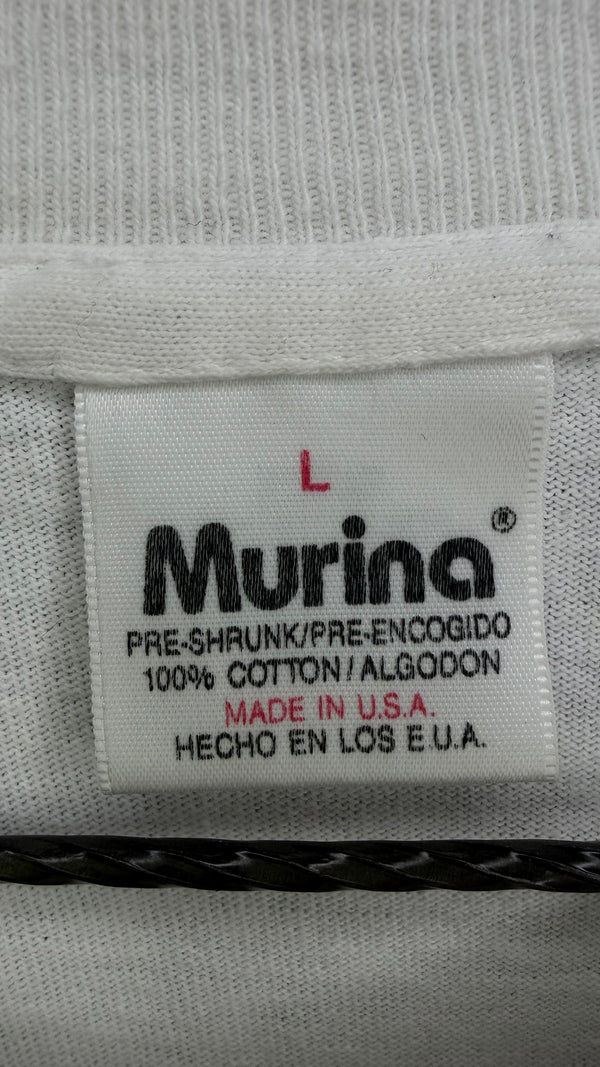 L
Murina®
PRE-SHRUNK/PRE-ENCOGIDO
100% COTTON/ALGODON
MADE IN U.S.A.
HECHO EN LOS E.U.A.